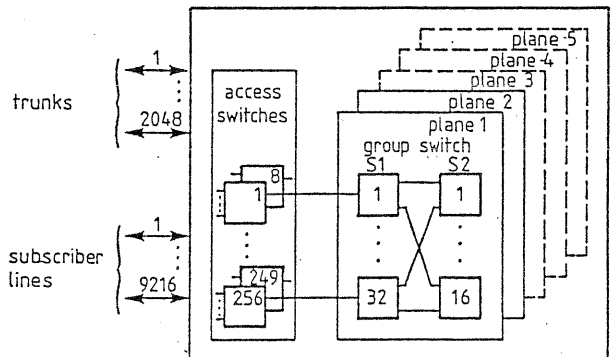 plane 5
plane 4
plane 3
plane 2
plane 1
trunks
1
2048
access
switches
group switch
S1 S2
8
1
1
1
subscriber
lines
1
9216
249
256
32
16